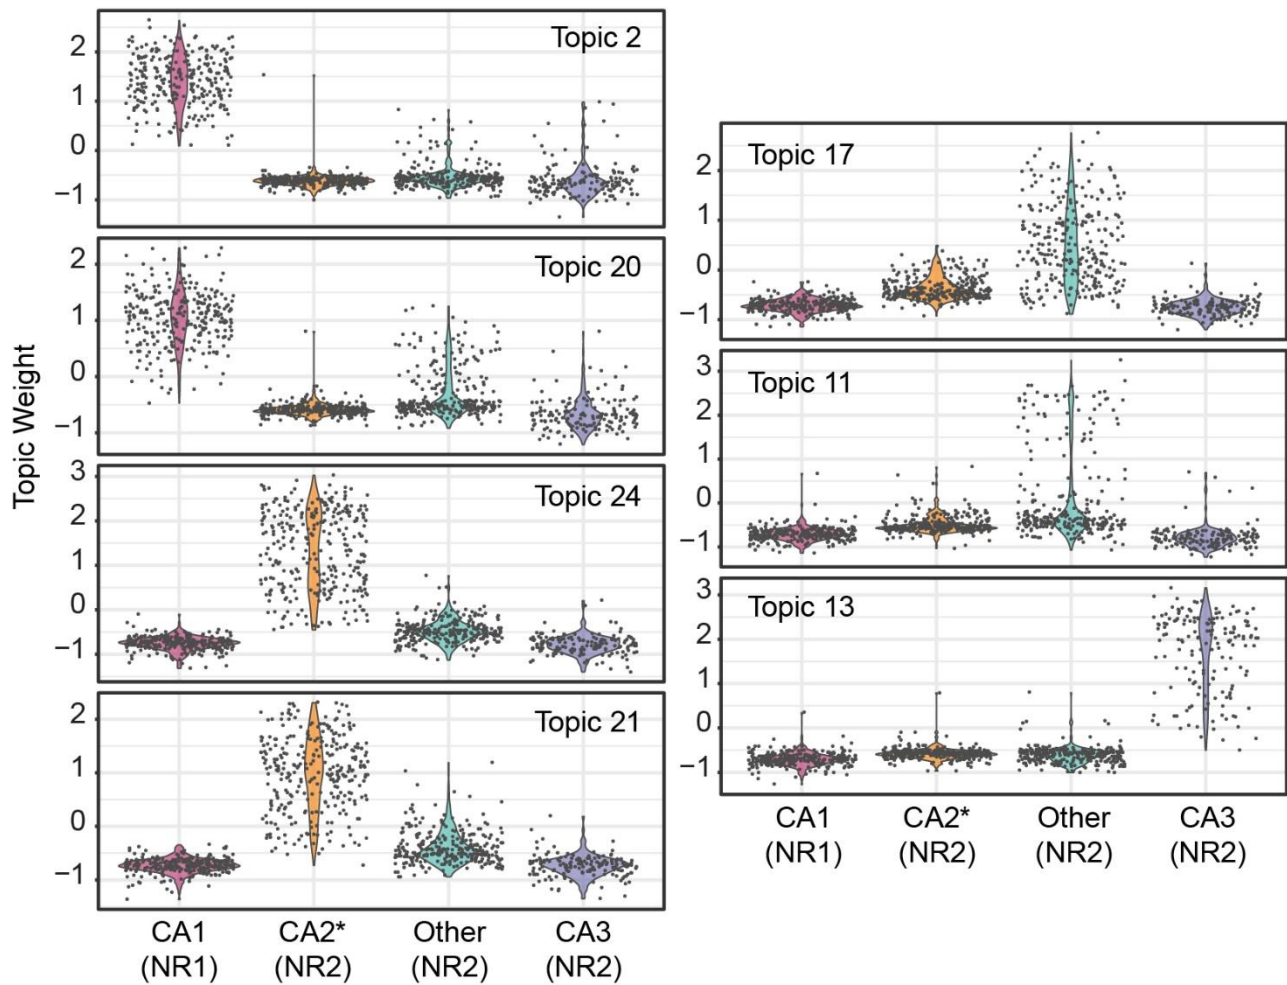 Topic Weight
Topic 2
2
1
0
−1
Topic 20
2
1
0
−1
Topic 24
3
2
1
0
−1
Topic 21
2
1
0
−1
CA1 CA2* Other CA3
(NR1) (NR2) (NR2) (NR2)
Topic 17
2
1
0
−1
Topic 11
3
2
1
0
−1
Topic 13
3
2
1
0
−1
CA1 CA2* Other CA3
(NR1) (NR2) (NR2) (NR2)